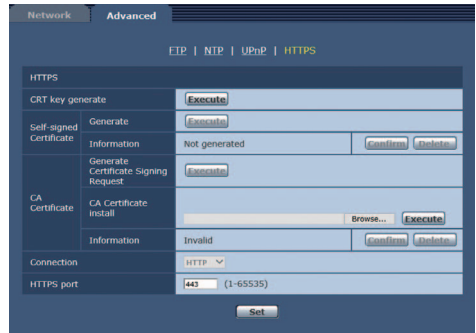 Network Advanced
FTP | NTP | UPnP | HTTPS
HTTPS
CRT key generate Execute
Self-signed Certificate
Generate Execute
Information Not generated Confirm Delete
CA Certificate
Generate Certificate Signing Request Execute
CA Certificate install Browse... Execute
Information Invalid Confirm Delete
Connection HTTP
HTTPS port 443 (1-65535)
Set